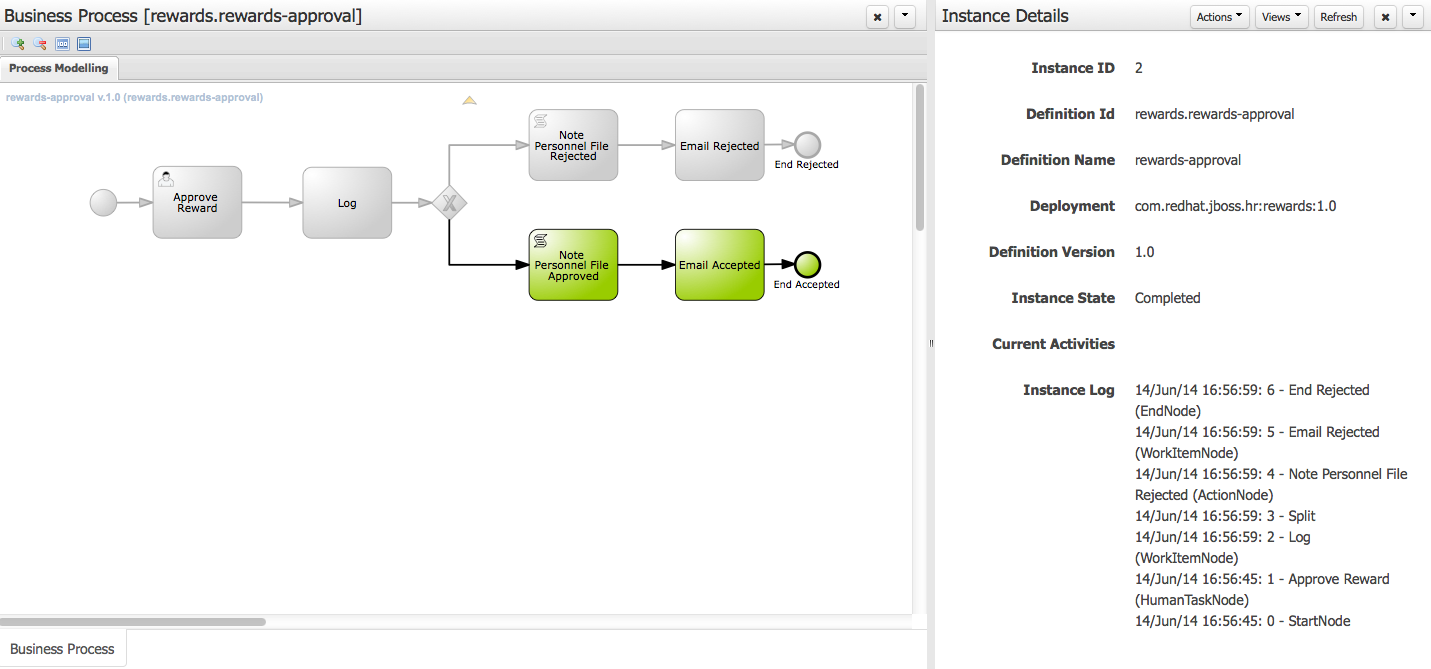 Business Process [rewards.rewards-approval]
Process Modelling
rewards-approval v.1.0 (rewards.rewards-approval)
Approve
Reward
Log
X
Note
Personnel File
Rejected
Email Rejected
End Rejected
Note
Personnel File
Approved
Email Accepted
End Accepted
Business Process
Instance Details
Actions
Views
Refresh
Instance ID 2
Definition Id rewards.rewards-approval
Definition Name rewards-approval
Deployment com.redhat.jboss.hr:rewards:1.0
Definition Version 1.0
Instance State Completed
Current Activities
Instance Log 14/Jun/14 16:56:59: 6 - End Rejected
(EndNode)
14/Jun/14 16:56:59: 5 - Email Rejected
(WorkItemNode)
14/Jun/14 16:56:59: 4 - Note Personnel File
Rejected (ActionNode)
14/Jun/14 16:56:59: 3 - Split
14/Jun/14 16:56:59: 2 - Log
(WorkItemNode)
14/Jun/14 16:56:45: 1 - Approve Reward
(HumanTaskNode)
14/Jun/14 16:56:45: 0 - StartNode